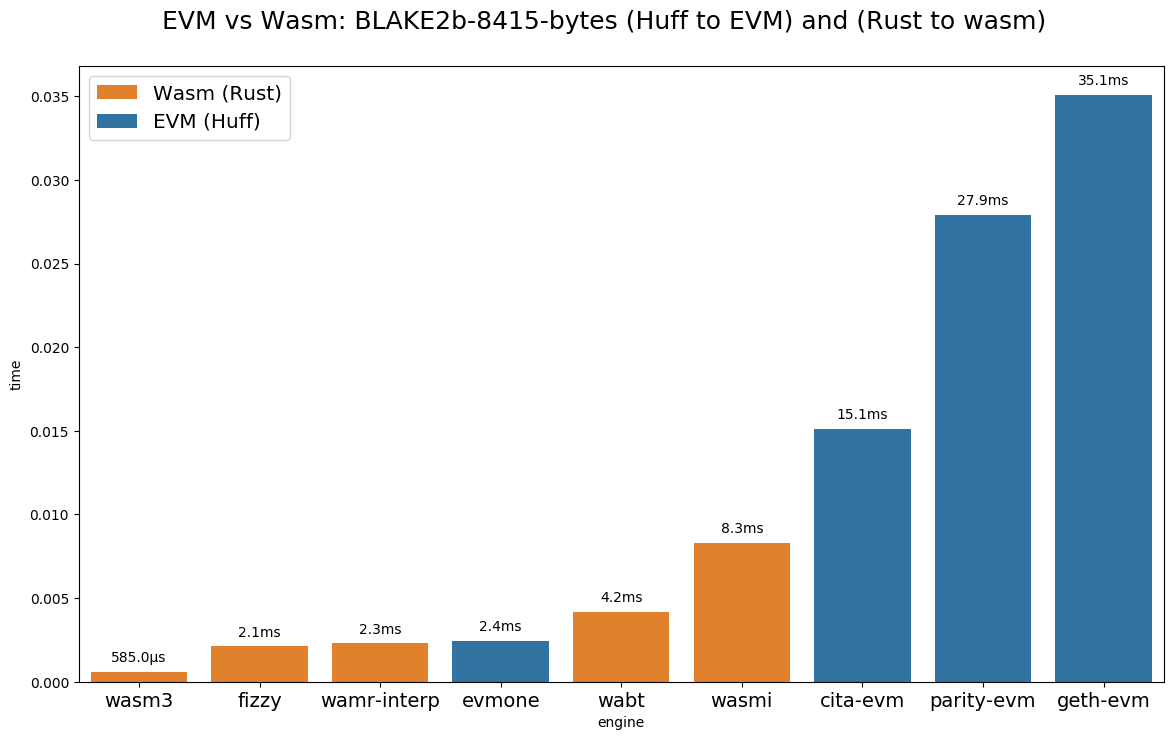 EVM vs Wasm: BLAKE2b-8415-bytes (Huff to EVM) and (Rust to wasm)
Wasm (Rust)
EVM (Huff)
time
0.035
0.030
0.025
0.020
0.015
0.010
0.005
0.000
585.0µs
2.1ms
2.3ms
2.4ms
4.2ms
8.3ms
15.1ms
27.9ms
35.1ms
wasm3 fizzy wamr-interp evmone wabt wasmi cita-evm parity-evm geth-evm
engine